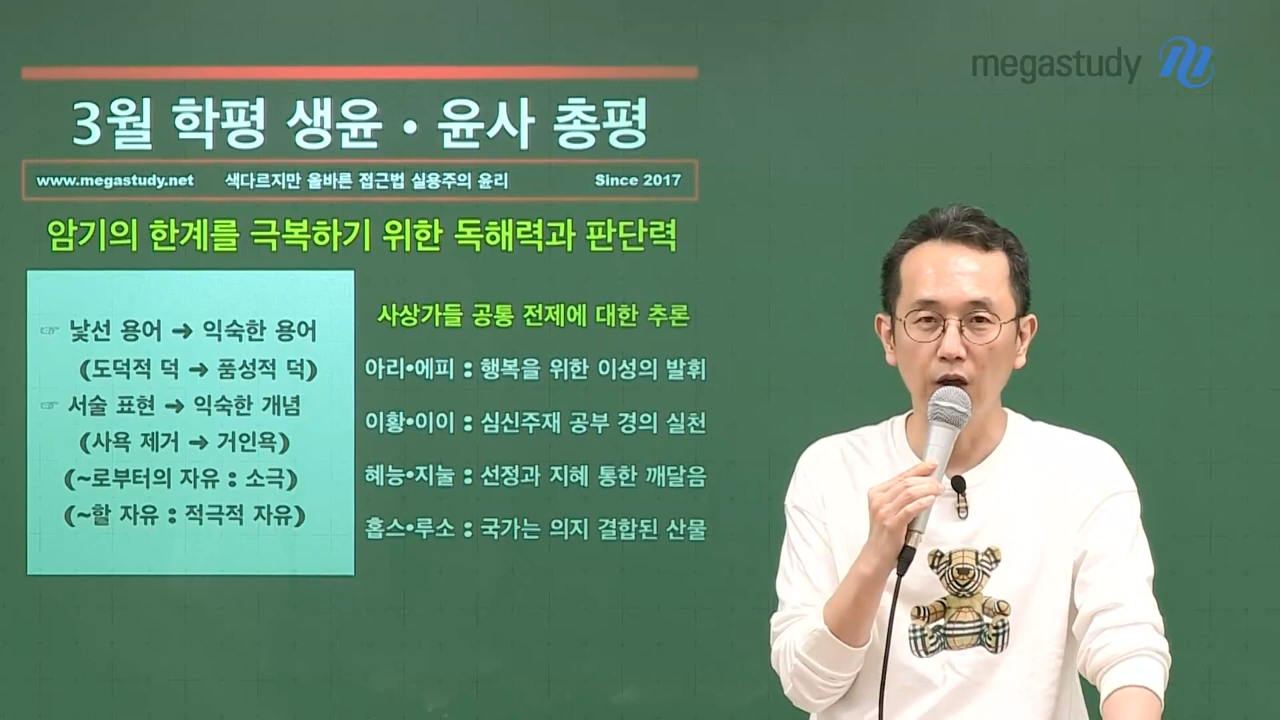 megastudy
3월 학평 생윤 • 윤사 총평
www.megastudy.net 색다르지만 올바른 접근법 실용주의 윤리 Since 2017
암기의 한계를 극복하기 위한 독해력과 판단력
☞ 낯선 용어 → 익숙한 용어
(도덕적 덕 → 품성적 덕)
☞ 서술 표현 → 익숙한 개념
(사욕 제거 → 거인욕)
(~로부터의 자유 : 소극)
(~할 자유 : 적극적 자유)
사상가들 공통 전제에 대한 추론
아리•에피 : 행복을 위한 이성의 발휘
이황•이이 : 심신주재 공부 경의 실천
혜능•지눌 : 선정과 지혜 통한 깨달음
홉스•루소 : 국가는 의지 결합된 산물